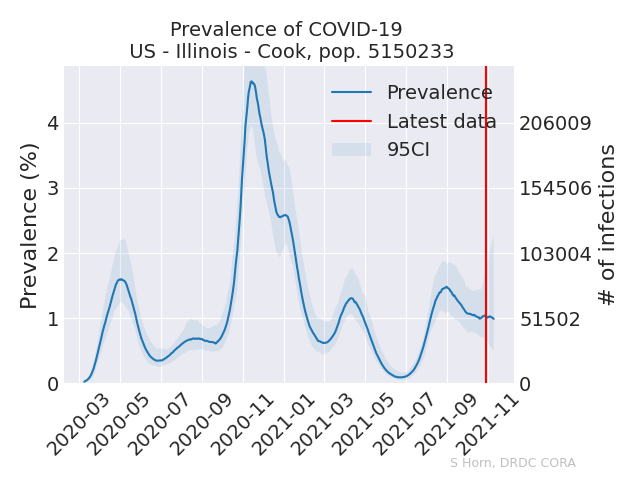 Prevalence of COVID-19
US - Illinois - Cook, pop. 5150233
Prevalence
Latest data
95CI
Prevalence (%)
4
3
2
1
0
206009
154506
103004
51502
0
# of infections
2020-03
2020-05
2020-07
2020-09
2020-11
2021-01
2021-03
2021-05
2021-07
2021-09
2021-11
S Horn, DRDC CORA